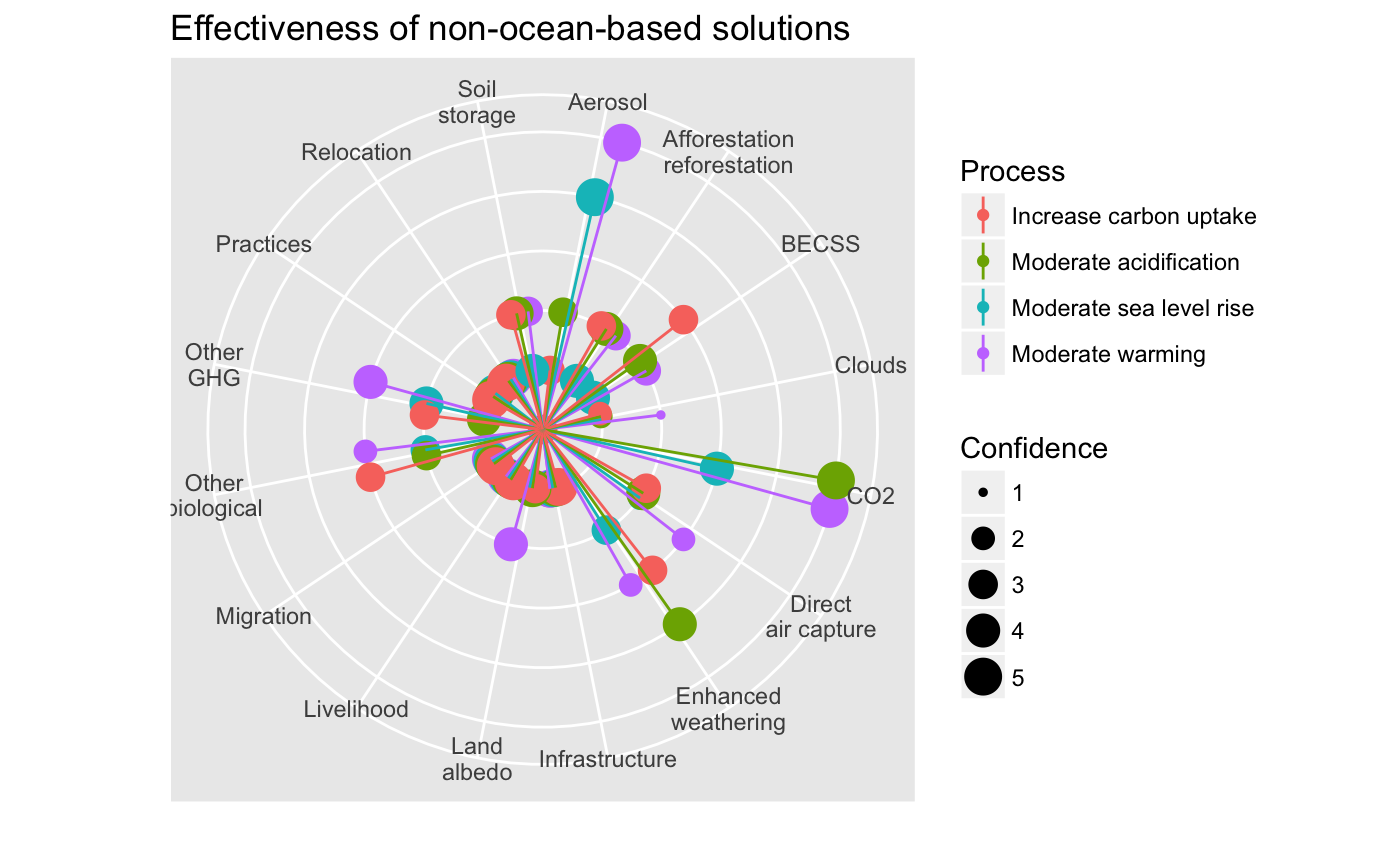 Effectiveness of non-ocean-based solutions
Soil
storage
Aerosol
Afforestation
reforestation
Relocation
BECSS
Practices
Clouds
Other
GHG
CO2
Other
biological
Direct
air capture
Migration
Enhanced
weathering
Livelihood
Infrastructure
Land
albedo
Process
Increase carbon uptake
Moderate acidification
Moderate sea level rise
Moderate warming
Confidence
1
2
3
4
5